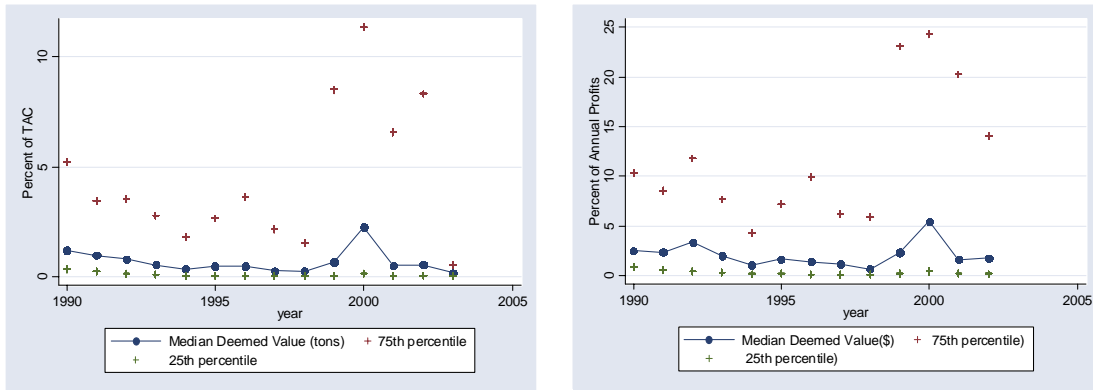 Percent of TAC
10
5
0
1990
1995
2000
2005
year
Median Deemed Value (tons)
75th percentile
25th percentile
Percent of Annual Profits
25
20
15
10
5
0
1990
1995
2000
2005
year
Median Deemed Value($)
75th percentile)
25th percentile)